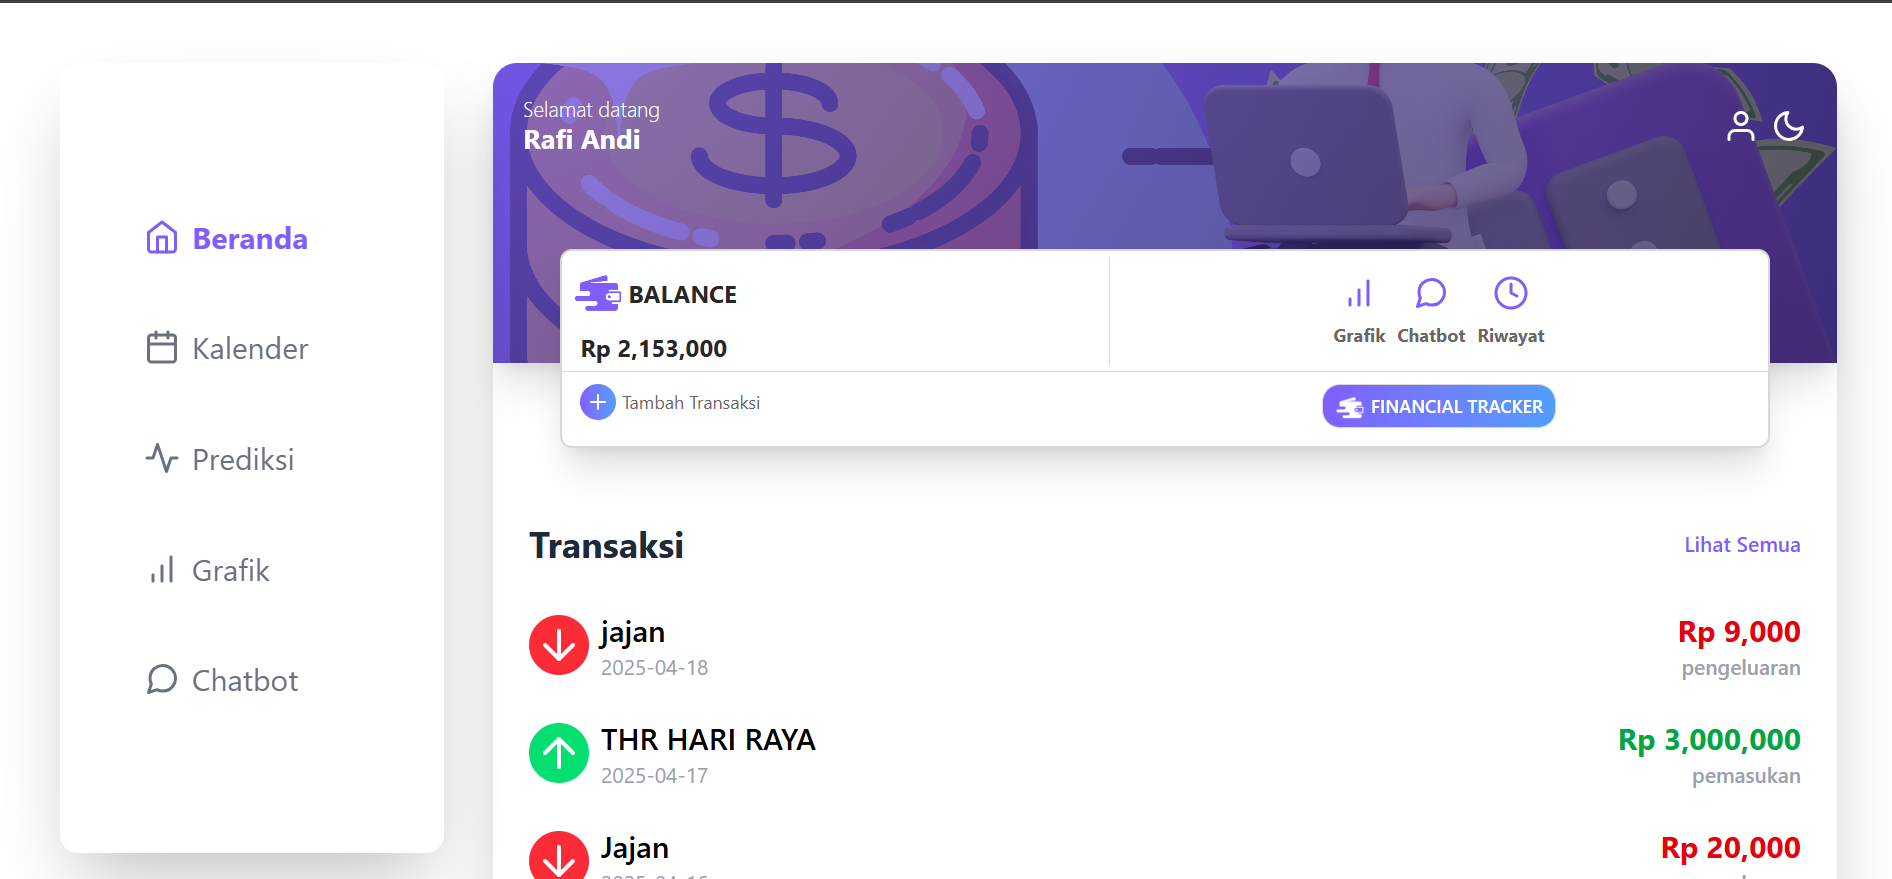 Beranda
Kalender
Prediksi
Grafik
Chatbot
Selamat datang
Rafi Andi
BALANCE
Rp 2,153,000
Grafik Chatbot Riwayat
Tambah Transaksi
FINANCIAL TRACKER
Transaksi
Lihat Semua
jajan
Rp 9,000
2025-04-18
pengeluaran
THR HARI RAYA
Rp 3,000,000
2025-04-17
pemasukan
Jajan
Rp 20,000